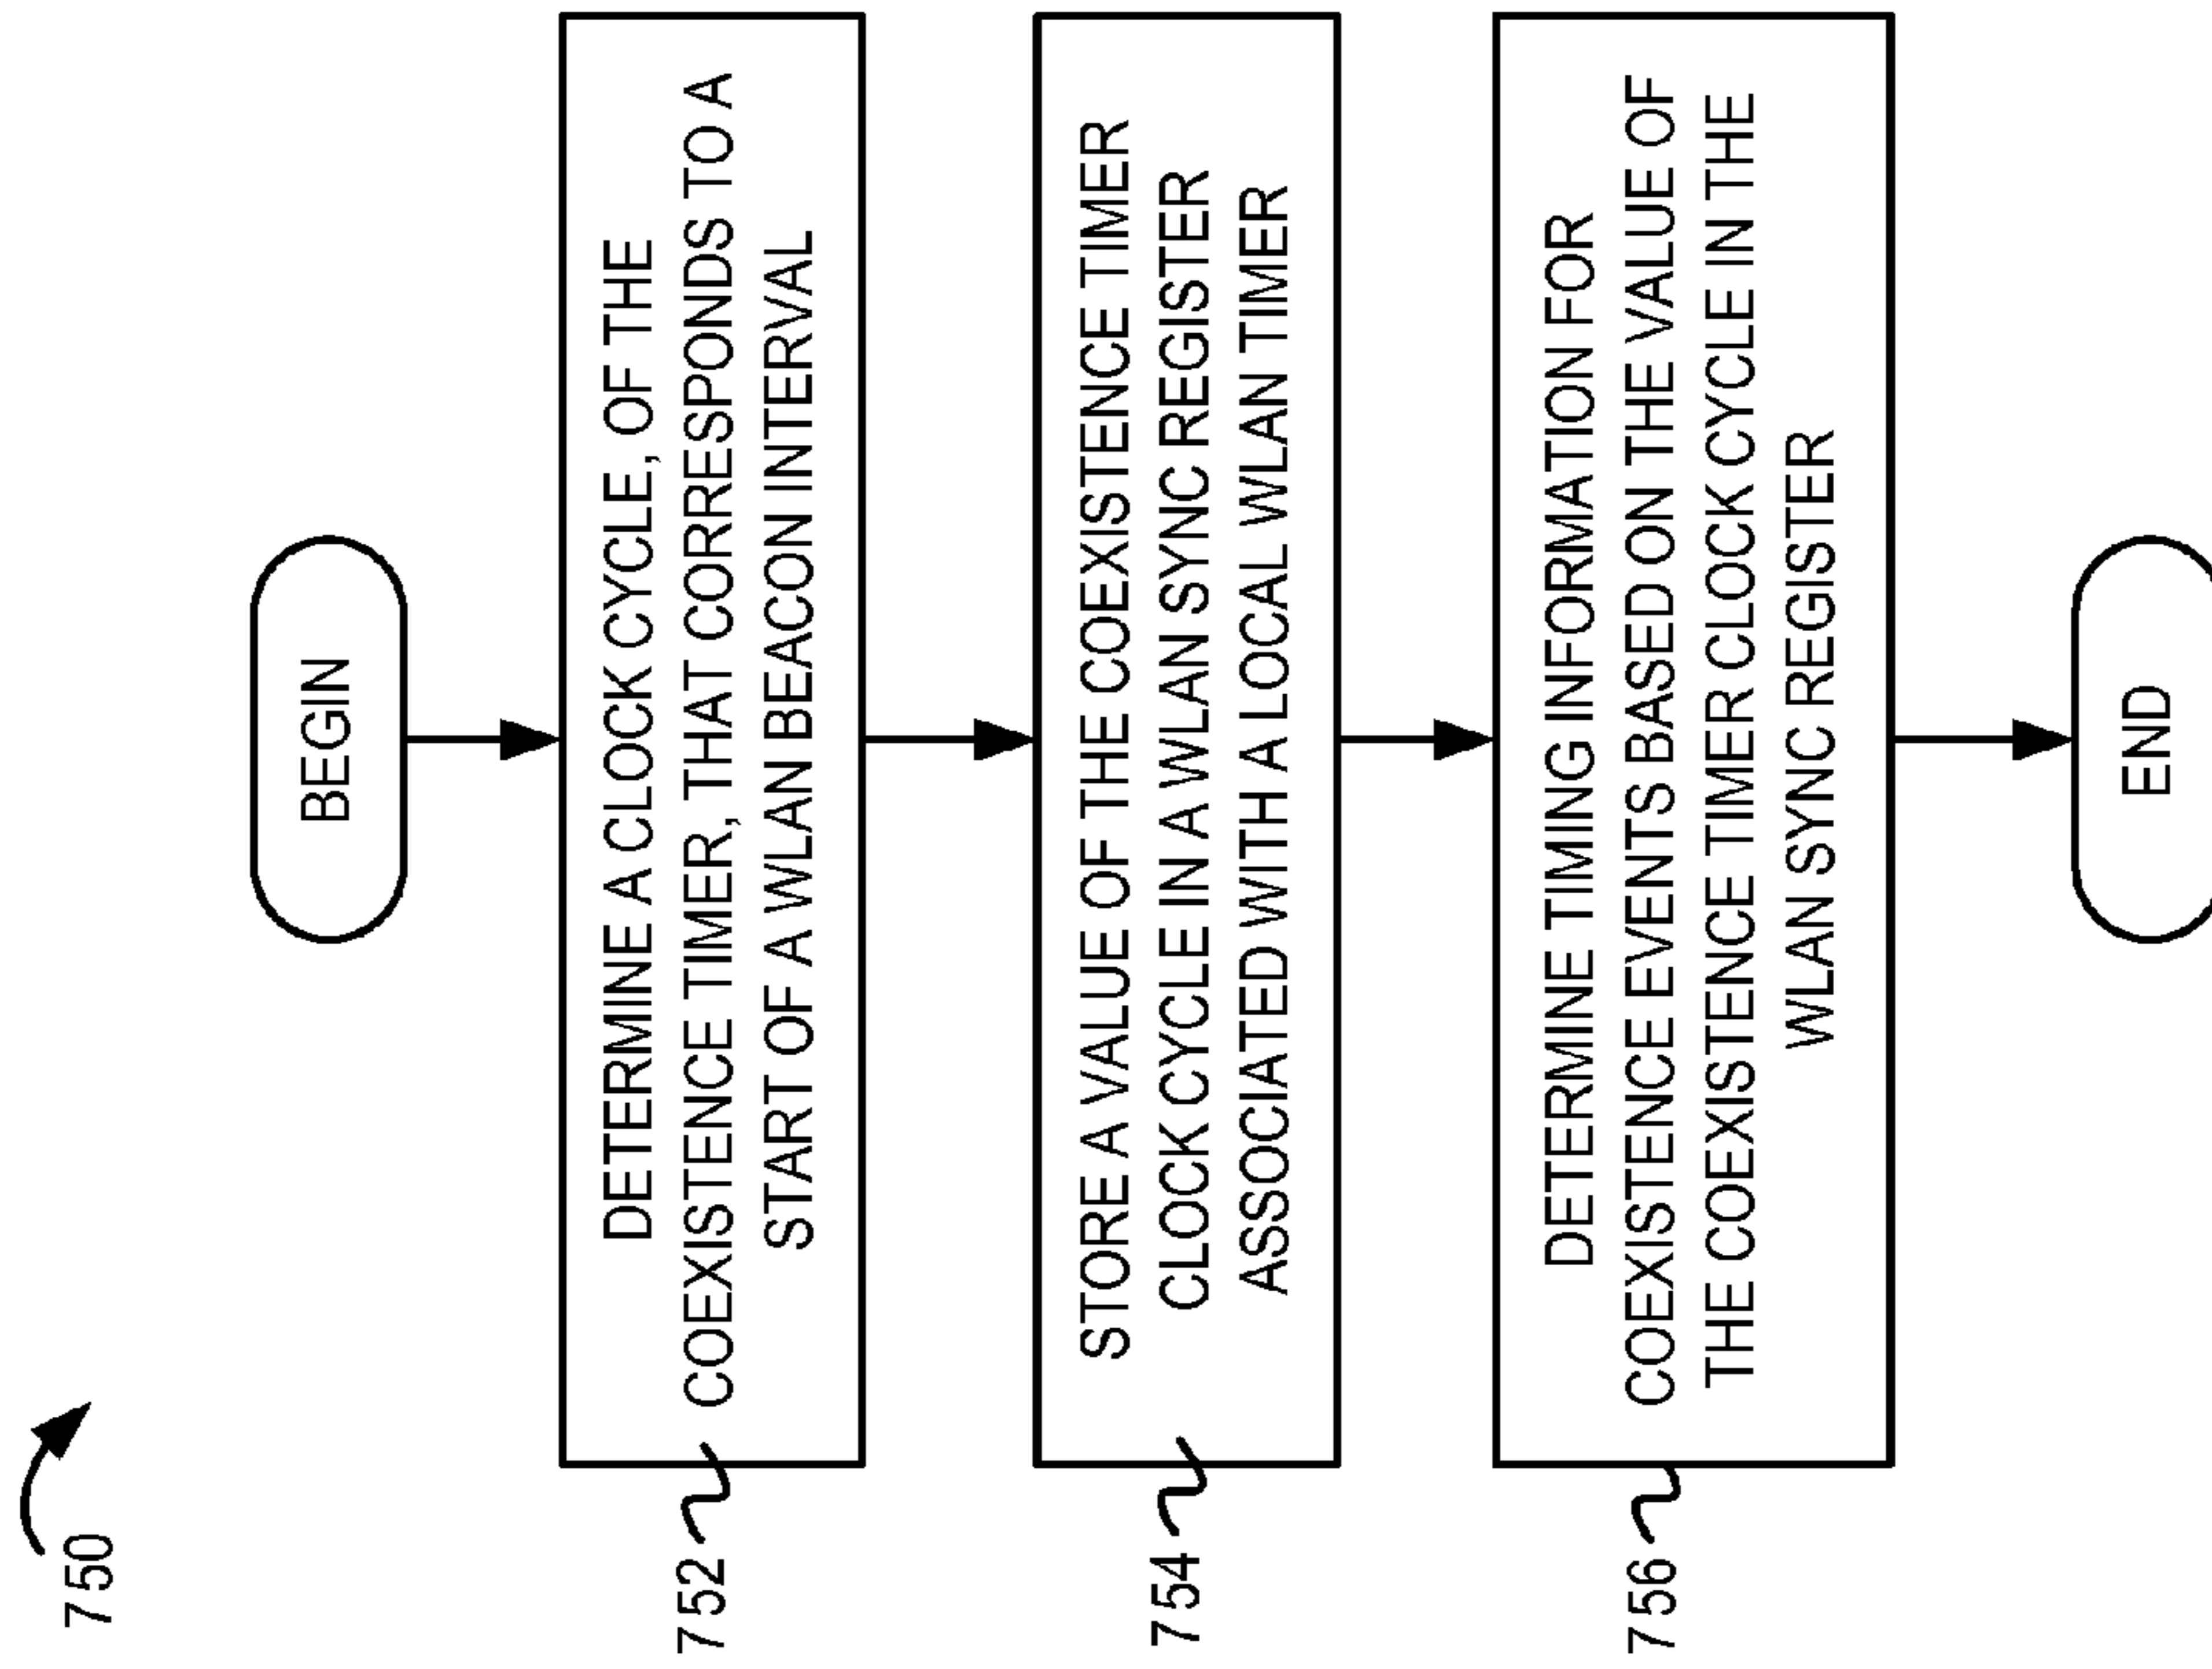 750
BEGIN
752
DETERMINE A CLOCK CYCLE, OF THE
COEXISTENCE TIMER, THAT CORRESPONDS TO A
START OF A WLAN BEACON INTERVAL
754
STORE A VALUE OF THE COEXISTENCE TIMER
CLOCK CYCLE IN A WLAN SYNC REGISTER
ASSOCIATED WITH A LOCAL WLAN TIMER
756
DETERMINE TIMING INFORMATION FOR
COEXISTENCE EVENTS BASED ON THE VALUE OF
THE COEXISTENCE TIMER CLOCK CYCLE IN THE
WLAN SYNC REGISTER
END